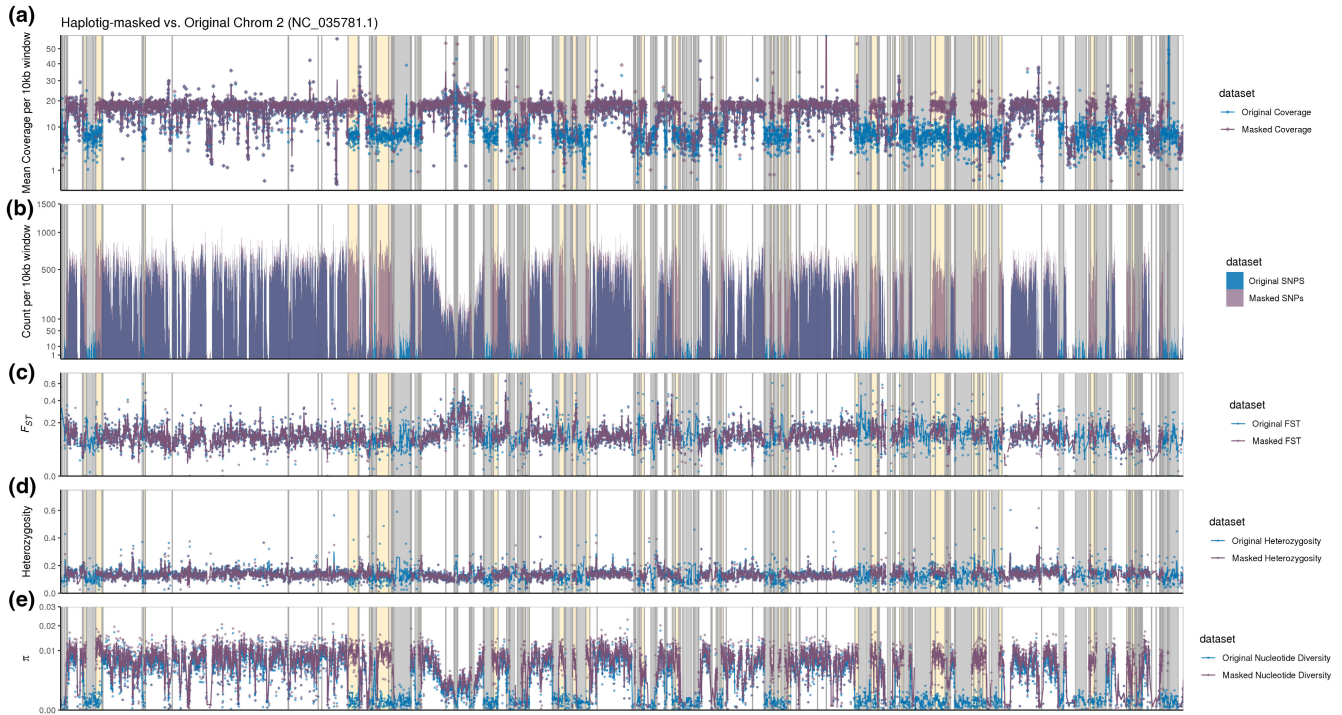 (a)
Haplotig-masked vs. Original Chrom 2 (NC_035781.1)
Mean Coverage per 10kb window
50
40
30
20
10
1
dataset
Original Coverage
Masked Coverage
(b)
Count per 10kb window
1500
1000
500
100
50
10
1
dataset
Original SNPS
Masked SNPs
(c)
FST
0.6
0.4
0.2
0.0
dataset
Original FST
Masked FST
(d)
Heterozygosity
0.6
0.4
0.2
0.0
dataset
Original Heterozygosity
Masked Heterozygosity
(e)
π
0.03
0.02
0.01
0.00
dataset
Original Nucleotide Diversity
Masked Nucleotide Diversity